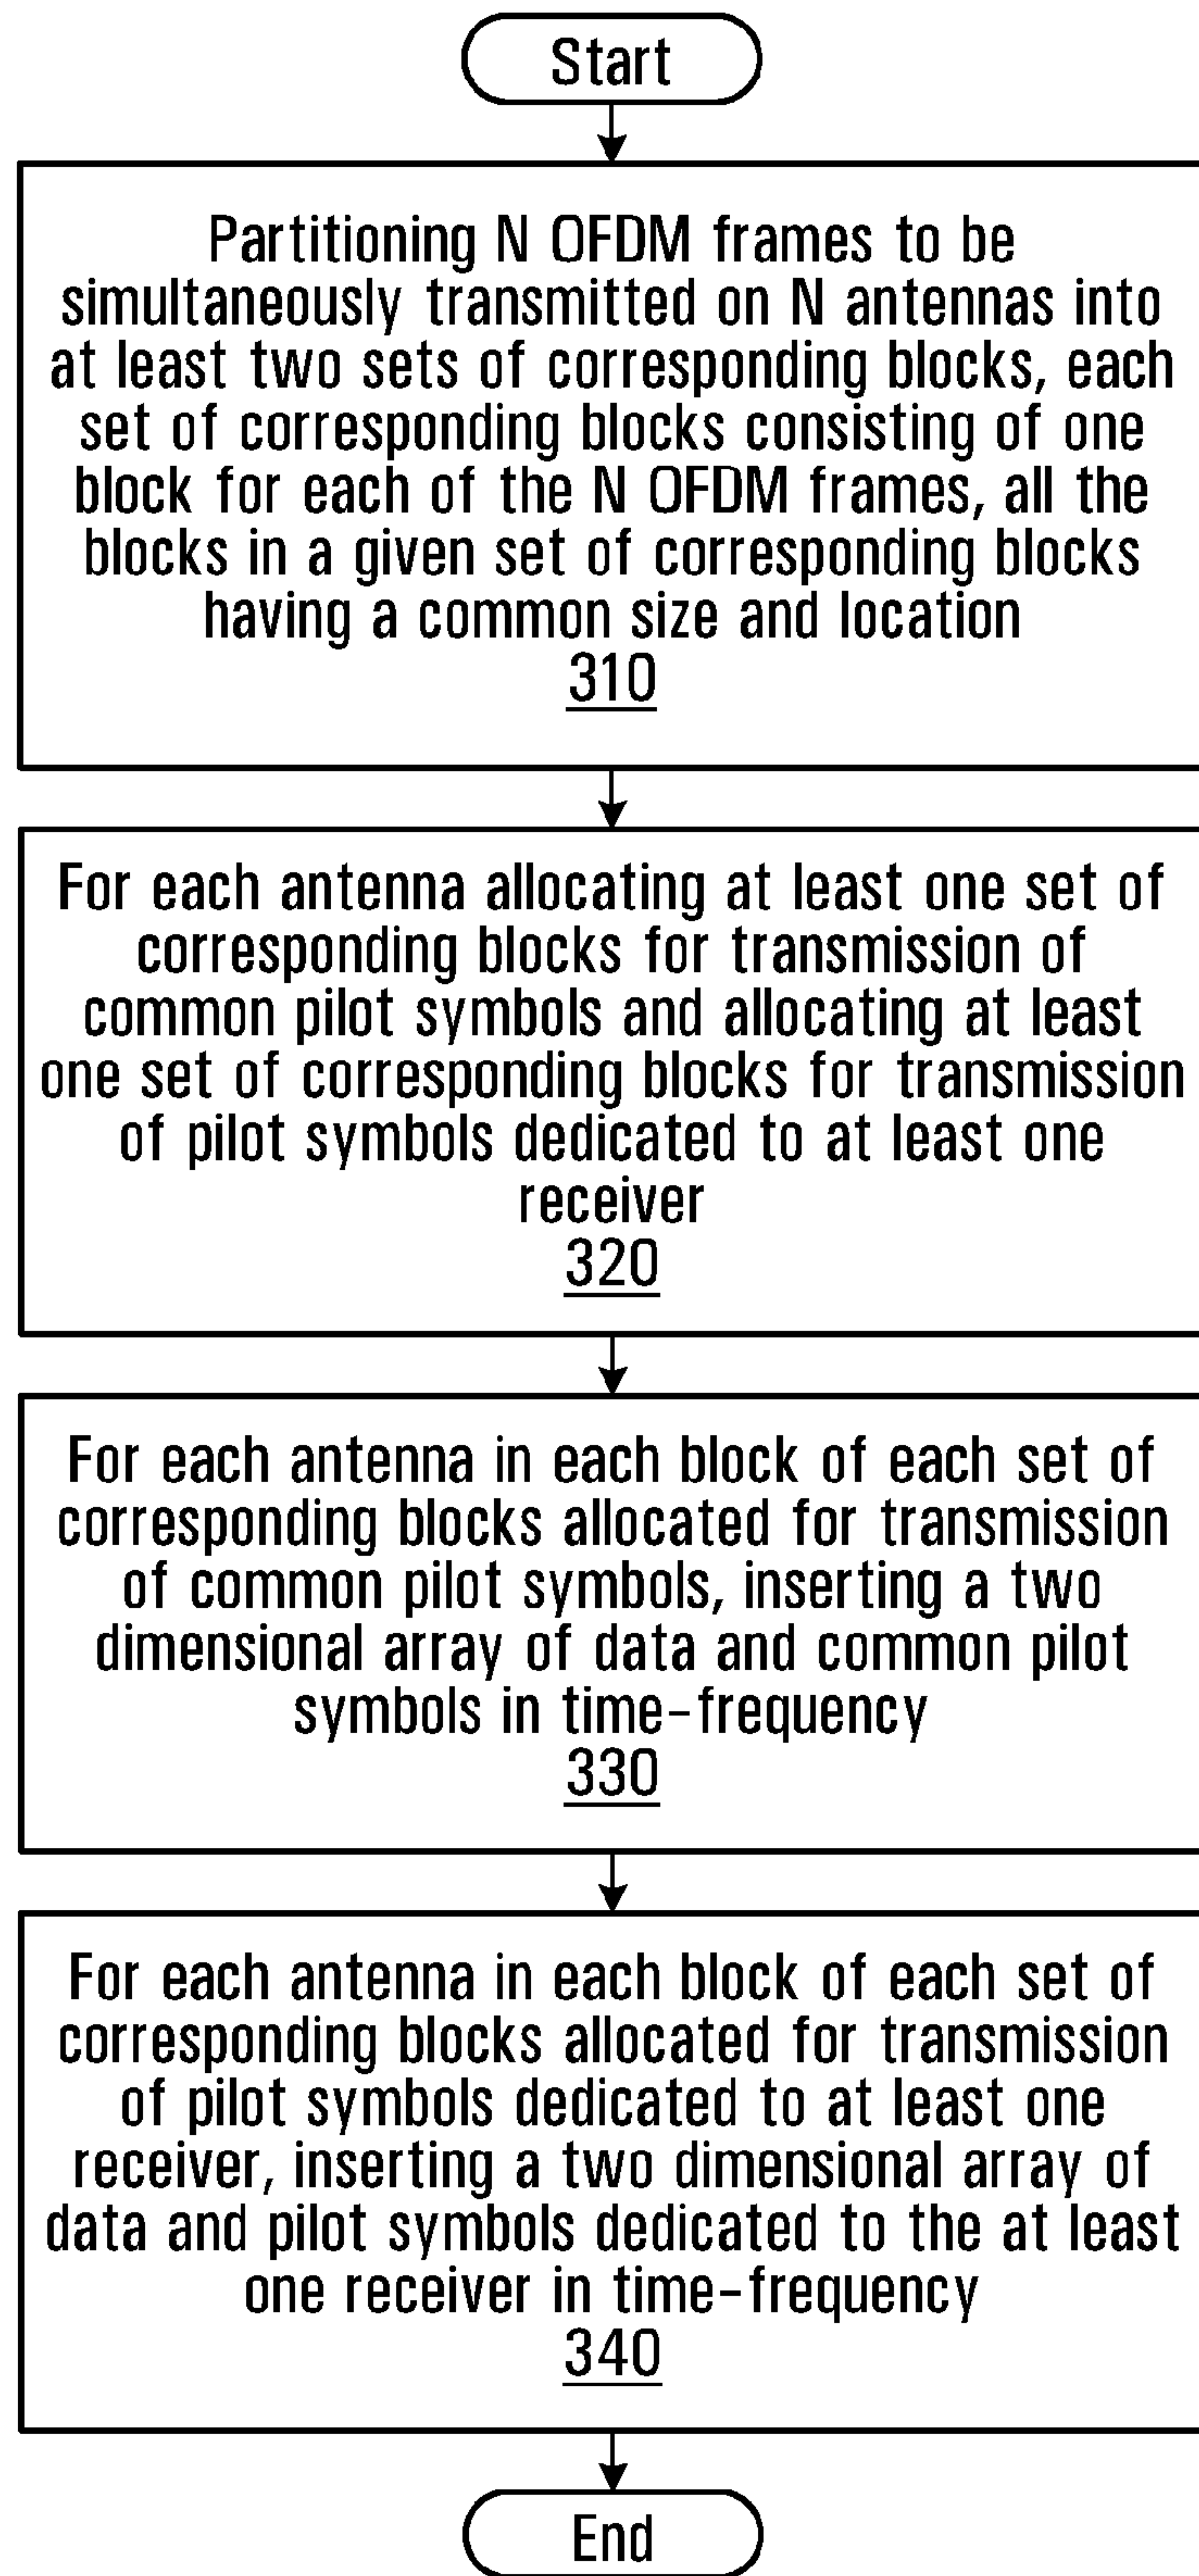 Start
Partitioning N OFDM frames to be
simultaneously transmitted on N antennas into
at least two sets of corresponding blocks, each
set of corresponding blocks consisting of one
block for each of the N OFDM frames, all the
blocks in a given set of corresponding blocks
having a common size and location
310
For each antenna allocating at least one set of
corresponding blocks for transmission of
common pilot symbols and allocating at least
one set of corresponding blocks for transmission
of pilot symbols dedicated to at least one
receiver
320
For each antenna in each block of each set of
corresponding blocks allocated for transmission
of common pilot symbols, inserting a two
dimensional array of data and common pilot
symbols in time-frequency
330
For each antenna in each block of each set of
corresponding blocks allocated for transmission
of pilot symbols dedicated to at least one
receiver, inserting a two dimensional array of
data and pilot symbols dedicated to the at least
one receiver in time-frequency
340
End